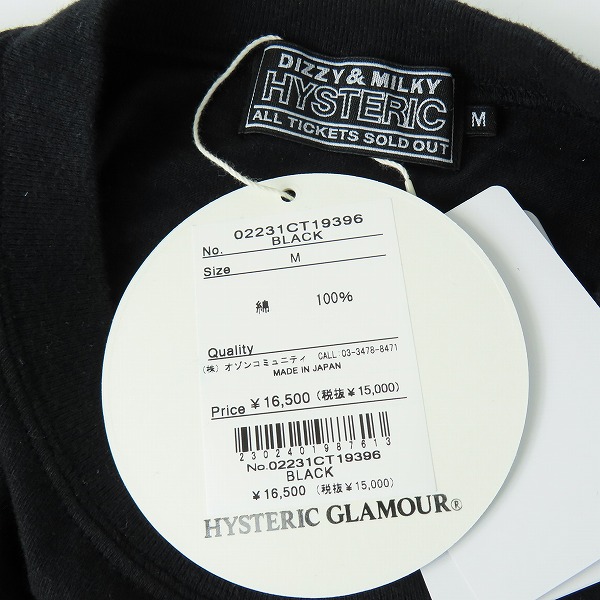 DIZZY & MILKY
HYSTERIC
ALL TICKETS SOLD OUT
M
No. 02231CT19396
BLACK
Size M
綿 100%
Quality
(株) オゾンコミュニティ CALL 03-3478-8471
MADE IN JAPAN
Price ¥16,500 (税抜¥15,000)
2302401987613
No.02231CT19396
BLACK
¥16,500 (税抜¥15,000)
HYSTERIC GLAMOUR®